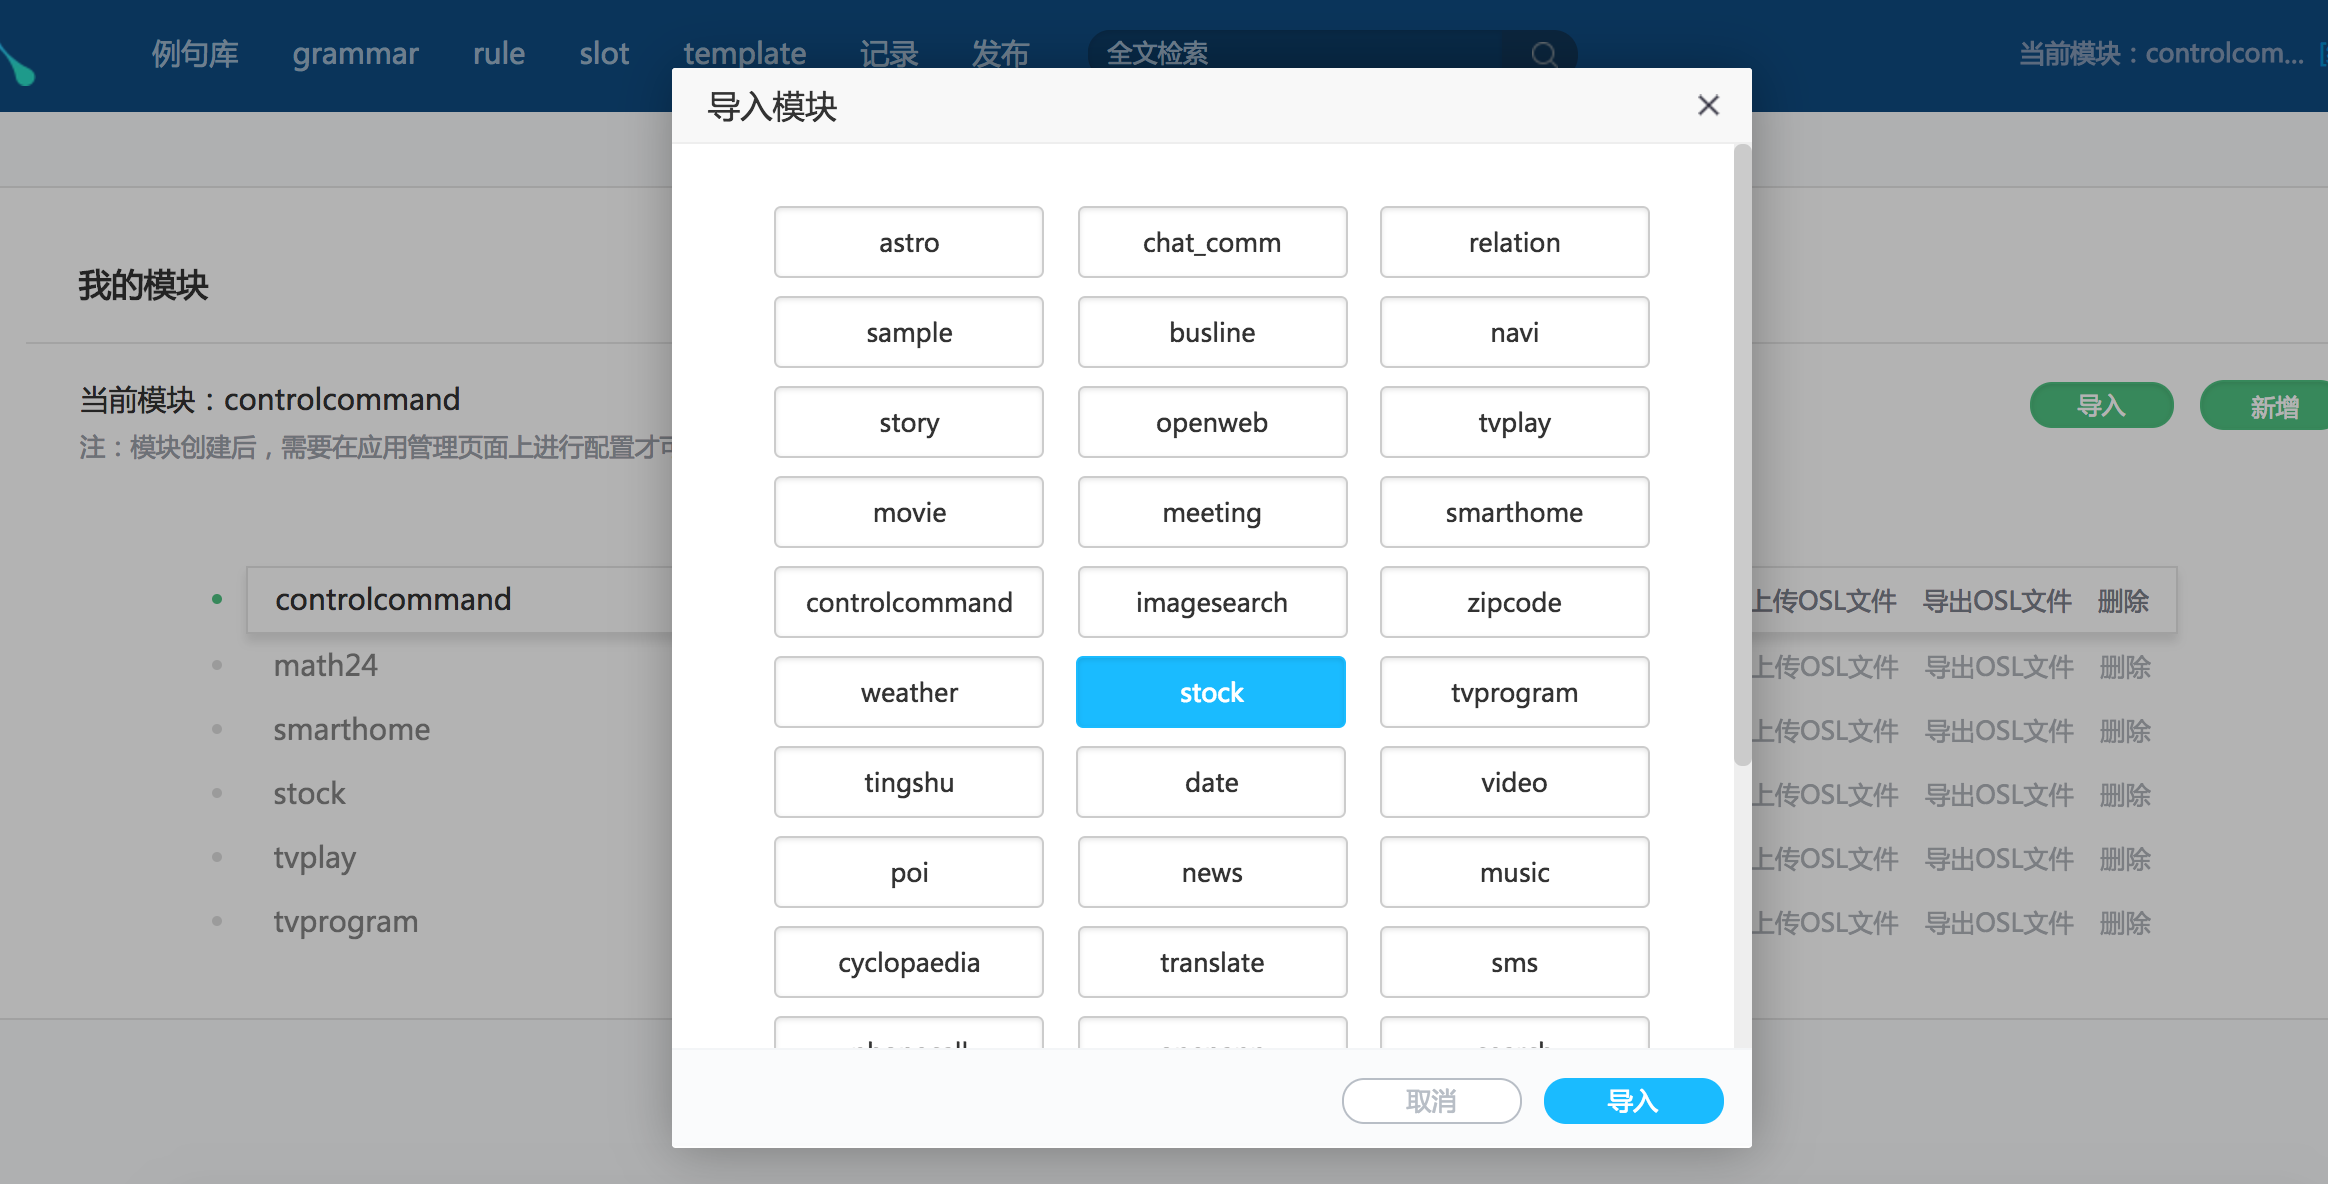 例句库 grammar rule slot template 记录 发布 全文检索 当前模块：controlcom...
导入模块
我的模块
当前模块：controlcommand
注：模块创建后，需要在应用管理页面上进行配置才可
导入 新增
astro chat_comm relation
sample busline navi
story openweb tvplay
movie meeting smarthome
controlcommand imagesearch zipcode
weather stock tvprogram
tingshu date video
poi news music
cyclopaedia translate sms
取消 导入
controlcommand 上传OSL文件 导出OSL文件 删除
math24 上传OSL文件 导出OSL文件 删除
smarthome 上传OSL文件 导出OSL文件 删除
stock 上传OSL文件 导出OSL文件 删除
tvplay 上传OSL文件 导出OSL文件 删除
tvprogram 上传OSL文件 导出OSL文件 删除